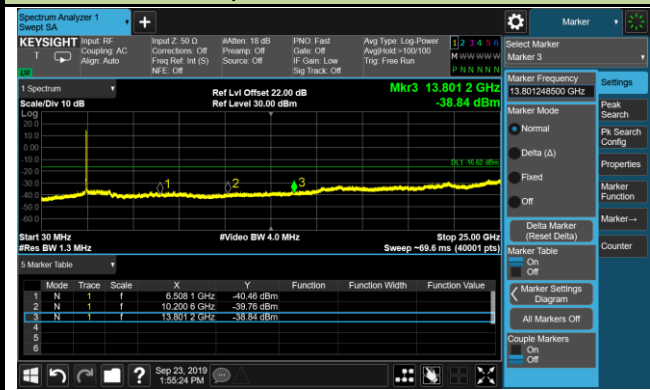 Spectrum Analyzer 1
Swept SA
+
Marker
KEYSIGHT
Input: RF
Coupling: AC
Align: Auto
Input Z: 50 Ω
Corrections: Off
Freq Ref: Int (S)
NFE: Off
#Atten: 18 dB
Preamp: Off
Source: Off
PNO: Fast
Gate: Off
IF Gain: Low
Sig Track: Off
Avg Type: Log-Power
Avg|Hold:>100/100
Trig: Free Run
1 2 3 4 5 6
M W W W W W
P N N N N N
Select Marker
Marker 3
1 Spectrum
Scale/Div 10 dB
Ref Lvl Offset 22.00 dB
Ref Level 30.00 dBm
Mkr3 13.801 2 GHz
-38.84 dBm
Log
20.0
10.0
0.00
-10.0
-20.0
-30.0
-40.0
-50.0
-60.0
DL1 -16.62 dBm
1
2
3
Start 30 MHz
#Res BW 1.3 MHz
#Video BW 4.0 MHz
Stop 25.00 GHz
Sweep ~69.6 ms (40001 pts)
5 Marker Table
Mode Trace Scale X Y Function Function Width Function Value
1 N 1 f 6.508 1 GHz -40.46 dBm
2 N 1 f 10.200 6 GHz -39.76 dBm
3 N 1 f 13.801 2 GHz -38.84 dBm
4
5
6
Marker Frequency
13.801248500 GHz
Marker Mode
Normal
Delta (Δ)
Fixed
Off
Delta Marker
(Reset Delta)
Marker Table
On
Off
Marker Settings
Diagram
All Markers Off
Couple Markers
On
Off
Settings
Peak
Search
Pk Search
Config
Properties
Marker
Function
Marker→
Counter
?
Sep 23, 2019
1:55:24 PM